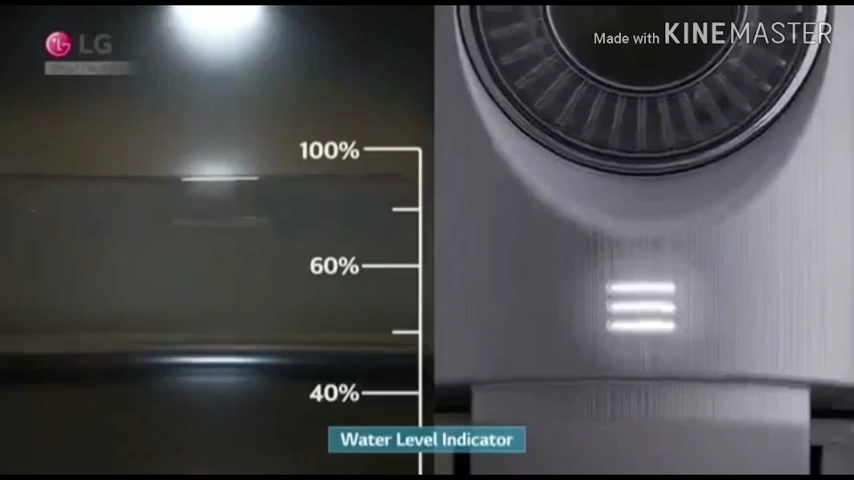 Made with KINEMASTER
LG
100%
60%
40%
Water Level Indicator